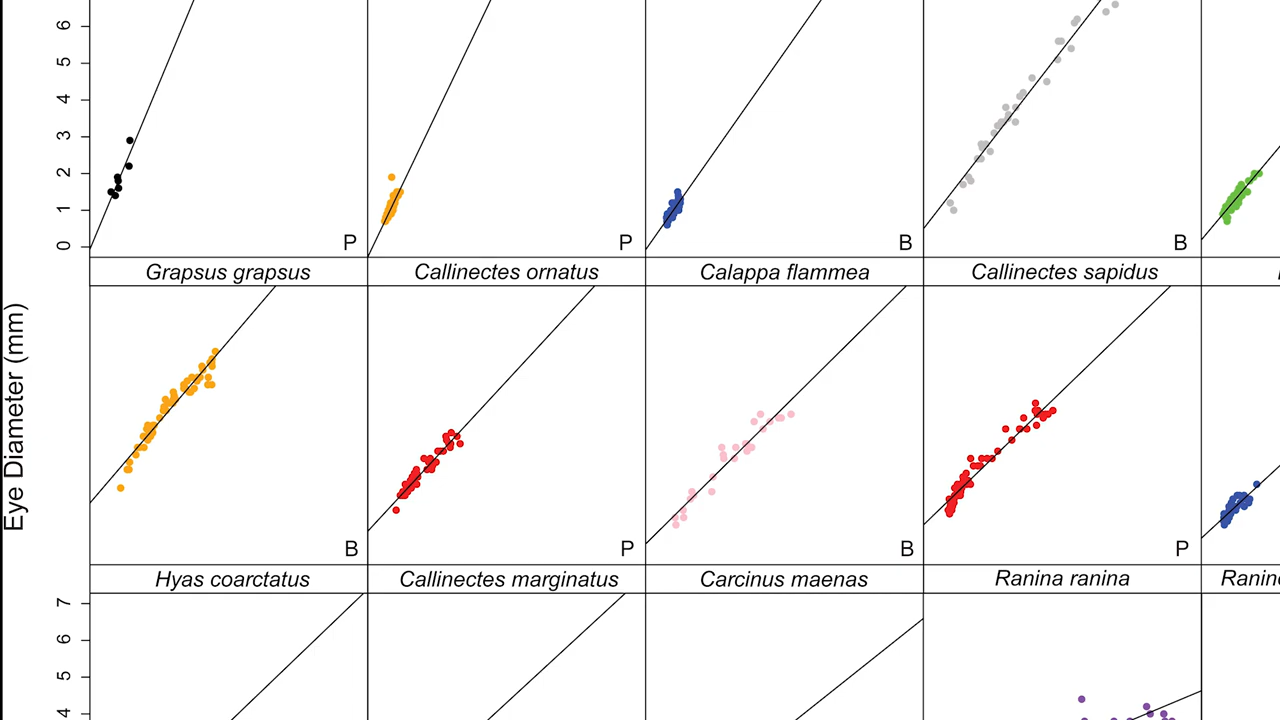 6
5
4
3
2
1
0
P
P
B
B
Grapsus grapsus
Callinectes ornatus
Calappa flammea
Callinectes sapidus
Eye Diameter (mm)
B
P
B
P
Hyas coarctatus
Callinectes marginatus
Carcinus maenas
Ranina ranina
7
6
5
4